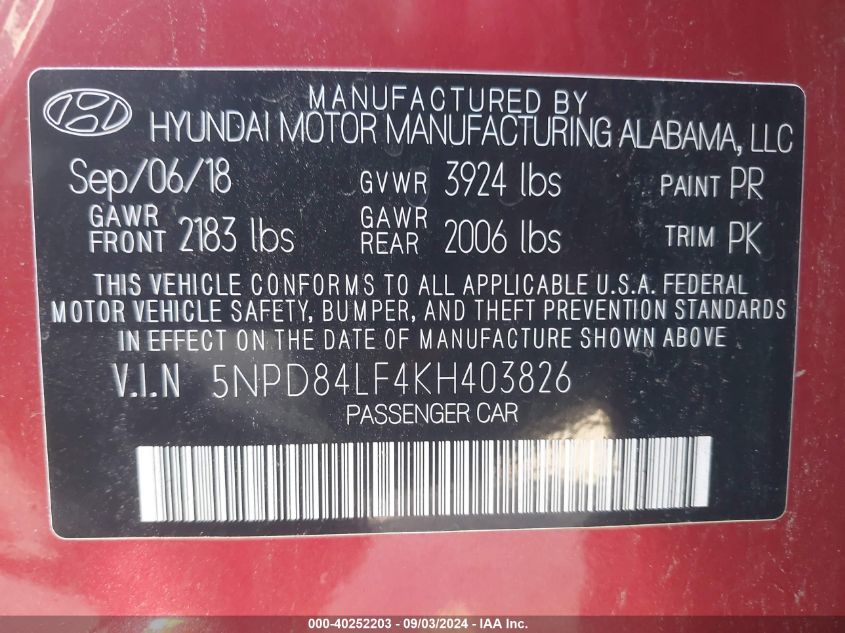 MANUFACTURED BY
HYUNDAI MOTOR MANUFACTURING ALABAMA, LLC
Sep/06/18 GVWR 3924 lbs PAINT PR
GAWR FRONT 2183 lbs GAWR REAR 2006 lbs TRIM PK
THIS VEHICLE CONFORMS TO ALL APPLICABLE U.S.A. FEDERAL
MOTOR VEHICLE SAFETY, BUMPER, AND THEFT PREVENTION STANDARDS
IN EFFECT ON THE DATE OF MANUFACTURE SHOWN ABOVE
V.I.N 5NPD84LF4KH403826
PASSENGER CAR
000-40252203 - 09/03/2024 - IAA Inc.